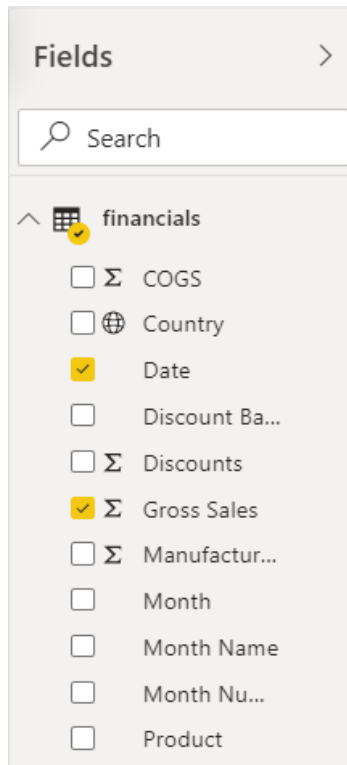 Fields
Search
financials
Σ COGS
Country
Date
Discount Ba...
Σ Discounts
Σ Gross Sales
Σ Manufactur...
Month
Month Name
Month Nu...
Product